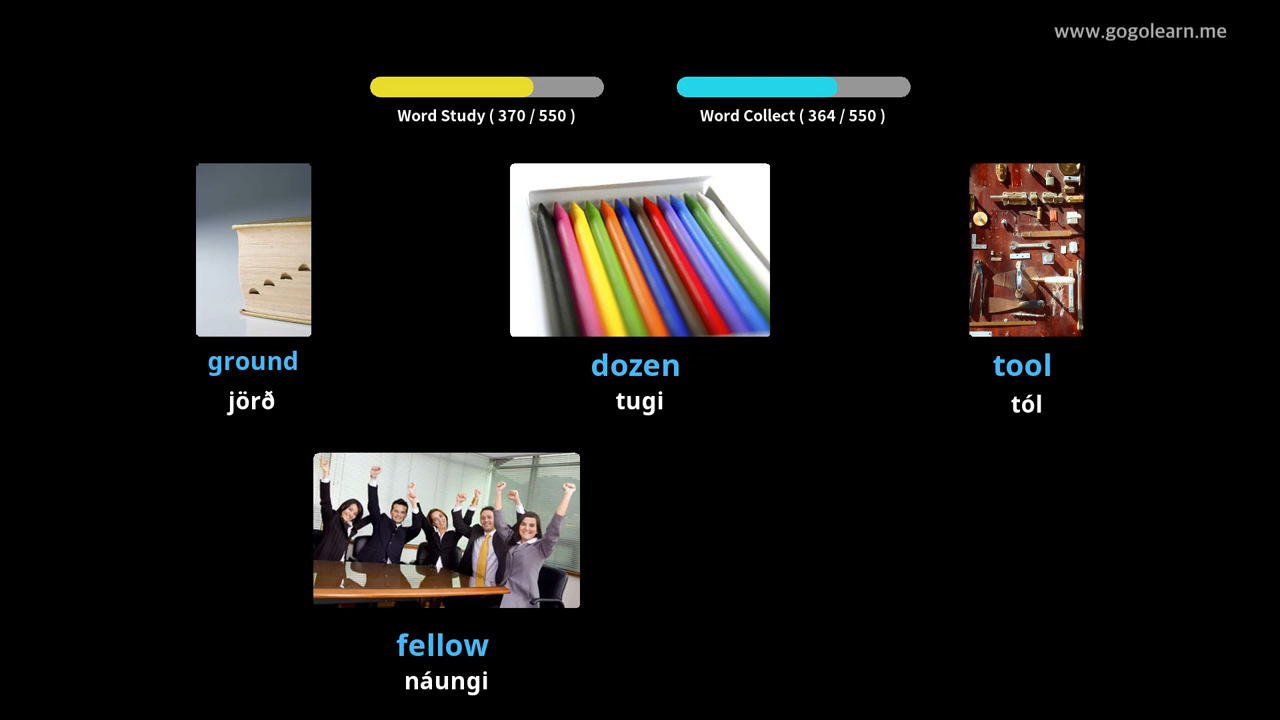 www.gogolearn.me
Word Study ( 370 / 550 )
Word Collect ( 364 / 550 )
ground
jörð
dozen
tugi
tool
tól
fellow
náungi